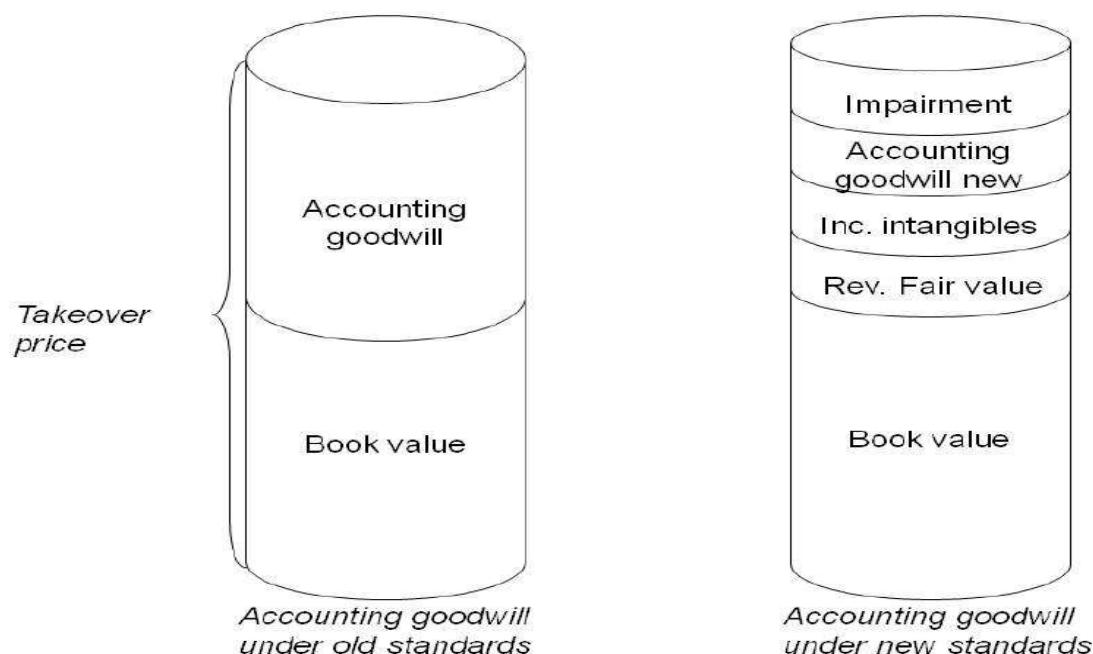 Takeover
price
Accounting
goodwill
Book value
Accounting goodwill
under old standards
Impairment
Accounting
goodwill new
Inc. intangibles
Rev. Fair value
Book value
Accounting goodwill
under new standards